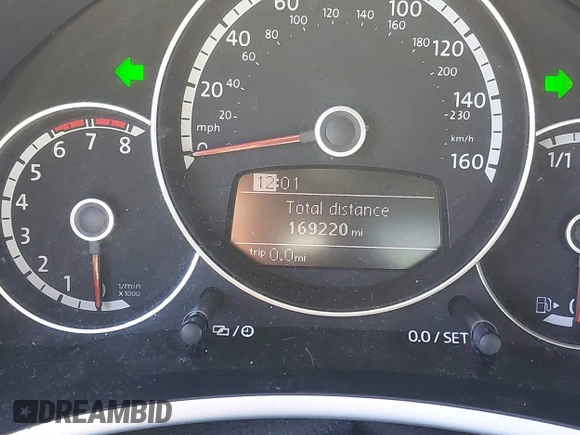 40 60 80 100 120 140 160
20 mph 0
20 40 60 80 100 120 140 160 180 200 230 km/h
1 2 3 4 5 6 7 8
1/min x1000
12:01
Total distance
169220 mi
trip 0.0 mi
1/1
0.0 / SET
DREAMBID